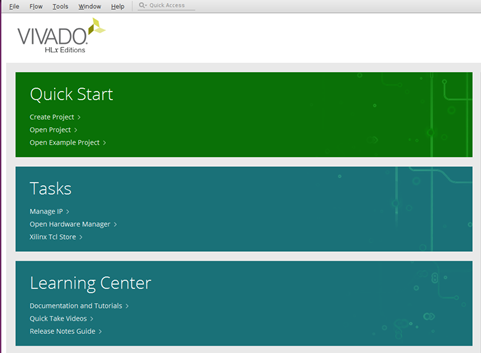 File Flow Tools Window Help Quick Access
VIVADO
HLx Editions
Quick Start
Create Project >
Open Project >
Open Example Project >
Tasks
Manage IP >
Open Hardware Manager >
Xilinx Tcl Store >
Learning Center
Documentation and Tutorials >
Quick Take Videos >
Release Notes Guide >